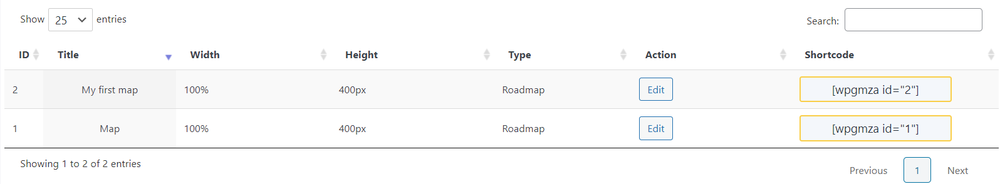 Show 25 entries Search:
ID Title Width Height Type Action Shortcode
2 My first map 100% 400px Roadmap Edit [wpgmza id="2"]
1 Map 100% 400px Roadmap Edit [wpgmza id="1"]
Showing 1 to 2 of 2 entries
Previous 1 Next